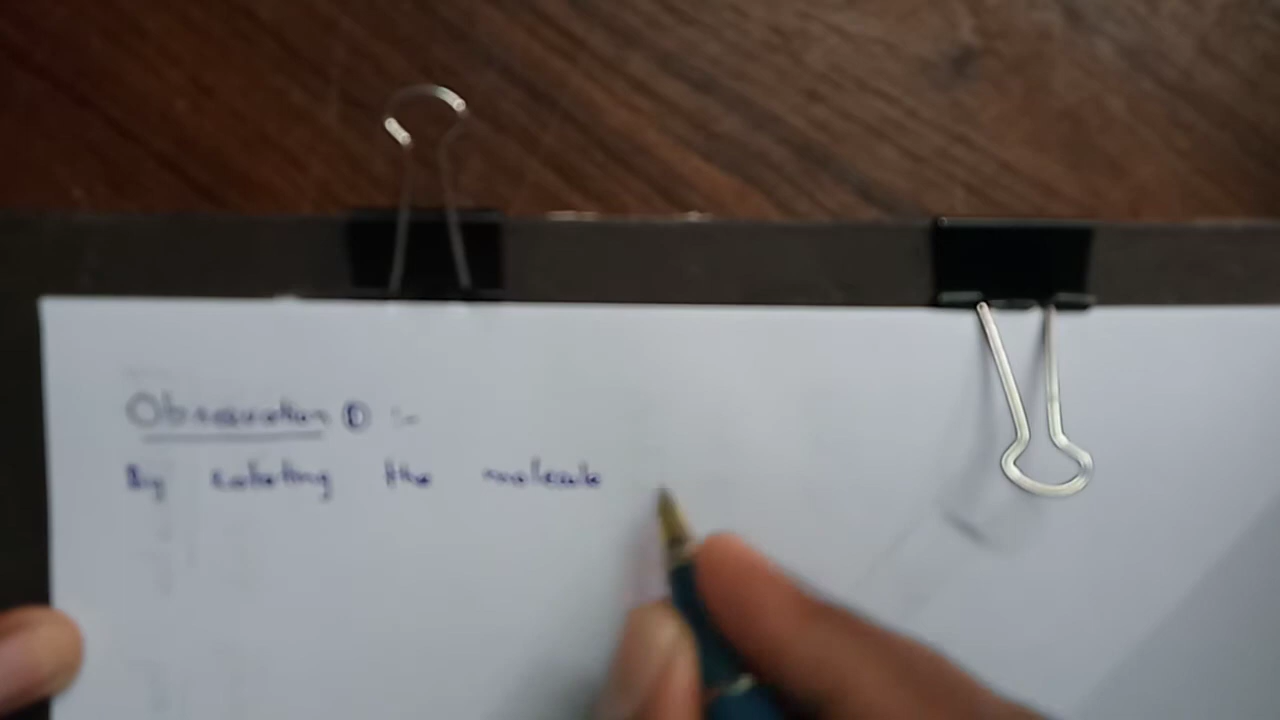 Observation ① :-
By rotating the molecule